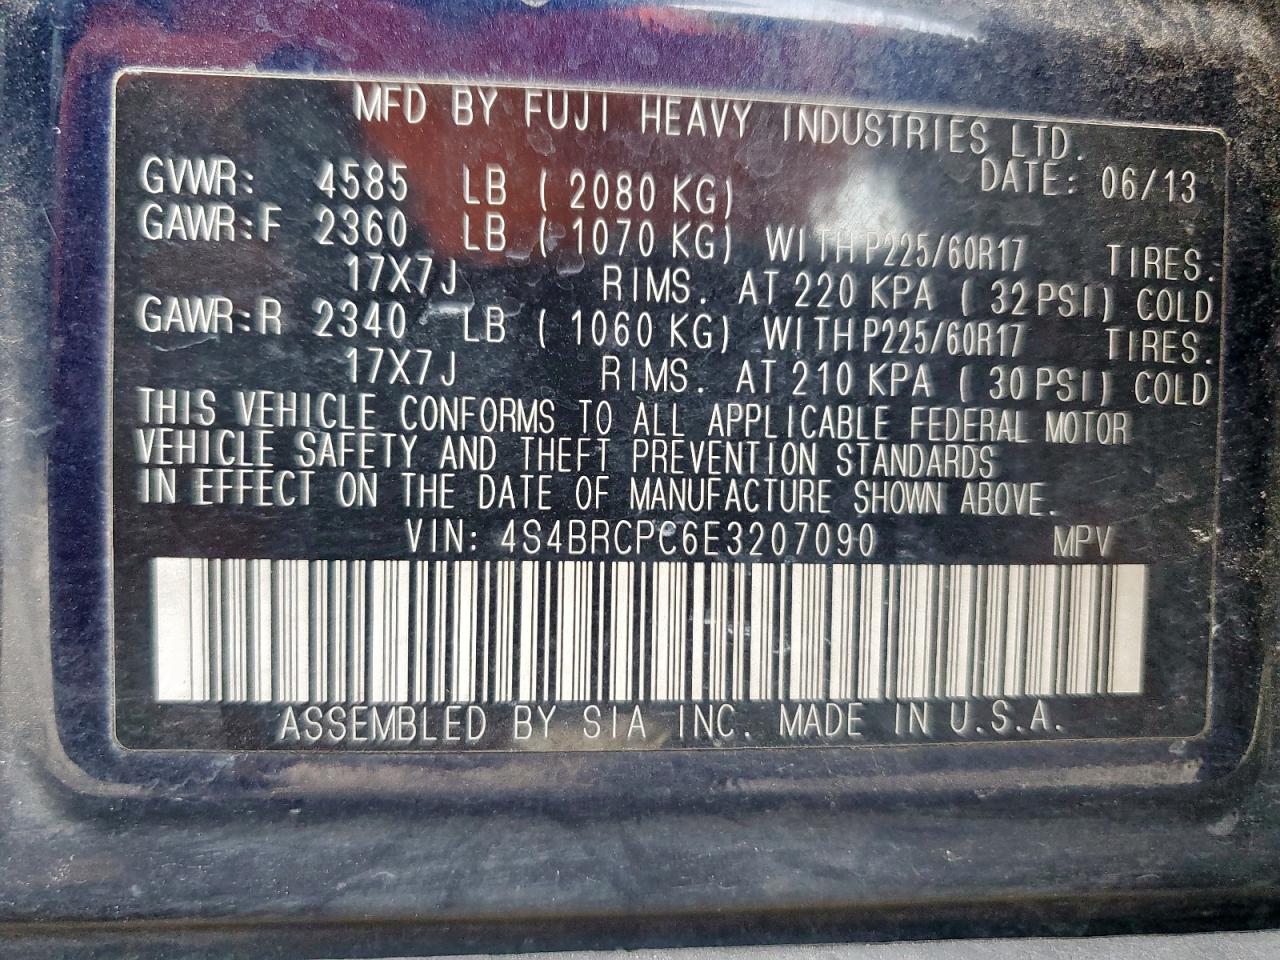 MFD BY FUJI HEAVY INDUSTRIES LTD.
DATE: 06/13
GVWR: 4585 LB ( 2080 KG)
GAWR:F 2360 LB ( 1070 KG) WITH P225/60R17 TIRES.
17X7J RIMS. AT 220 KPA ( 32 PSI) COLD
GAWR:R 2340 LB ( 1060 KG) WITH P225/60R17 TIRES.
17X7J RIMS. AT 210 KPA ( 30 PSI) COLD
THIS VEHICLE CONFORMS TO ALL APPLICABLE FEDERAL MOTOR
VEHICLE SAFETY AND THEFT PREVENTION STANDARDS
IN EFFECT ON THE DATE OF MANUFACTURE SHOWN ABOVE.
VIN: 4S4BRCPC6E3207090 MPV
ASSEMBLED BY SIA INC. MADE IN U.S.A.